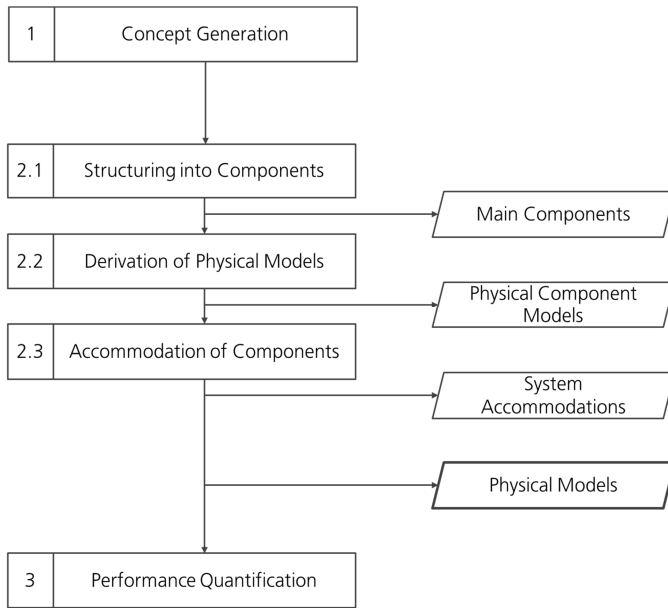 1 Concept Generation
2.1 Structuring into Components
Main Components
2.2 Derivation of Physical Models
Physical Component
Models
2.3 Accommodation of Components
System
Accommodations
Physical Models
3 Performance Quantification